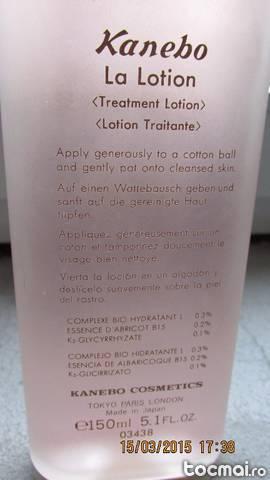 Kanebo
La Lotion
<Treatment Lotion>
<Lotion Traitante>
Apply generously to a cotton ball
and gently pat onto cleansed skin.
Auf einen Wattebausch geben und
sanft auf die gereinigte Haut
tupfen.
Appliquez généreusement sur un
coton et tamponnez doucement le
visage bien nettoyé.
Vierta la loción en un algodón y
deslícelo suavemente sobre la piel
del rostro.
COMPLEXE BIO HYDRATANT L 0.3%
ESSENCE D'ABRICOT B15 0.2%
K2-GLYCYRRHYZATE 0.1%
COMPLEJO BIO HIDRATANTE L 0.3%
ESENCIA DE ALBARICOQUE B15 0.2%
K2-GLICIRRIZATO 0.1%
KANEBO COSMETICS
TOKYO PARIS LONDON
Made in Japan
℮150ml 5.1FL.OZ.
03438
15/03/2015 17:38
tocmai.ro